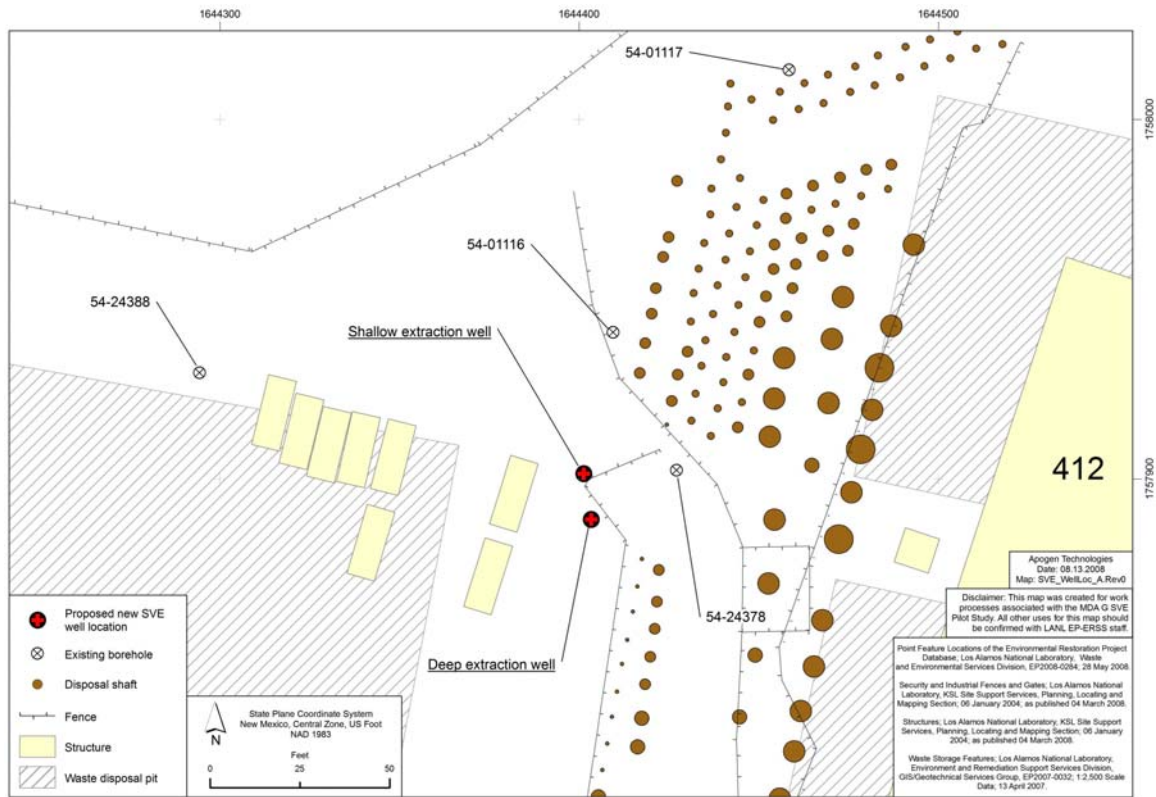 1644300
1644400
1644500
54-01117
1758000
54-01116
54-24388
Shallow extraction well
1757900
412
54-24378
Deep extraction well
Apogen Technologies
Date: 08.13.2008
Map: SVE_WellLoc_A.Rev0
Disclaimer: This map was created for work
processes associated with the MDA G SVE
Pilot Study. All other uses for this map should
be confirmed with LANL EP-ERSS staff.
Point Feature Locations of the Environmental Restoration Project
Database; Los Alamos National Laboratory, Waste
and Environmental Services Division, EP2008-0284; 28 May 2008.
Security and Industrial Fences and Gates; Los Alamos National
Laboratory, KSL Site Support Services, Planning, Locating and
Mapping Section; 06 January 2004; as published 04 March 2008.
Structures; Los Alamos National Laboratory, KSL Site Support
Services, Planning, Locating and Mapping Section; 06 January
2004; as published 04 March 2008.
Waste Storage Features; Los Alamos National Laboratory,
Environment and Remediation Support Services Division,
GIS/Geotechnical Services Group, EP2007-0032; 1:2,500 Scale
Data; 13 April 2007.
Proposed new SVE
well location
Existing borehole
Disposal shaft
Fence
Structure
Waste disposal pit
N
State Plane Coordinate System
New Mexico, Central Zone, US Foot
NAD 1983
Feet
0 25 50